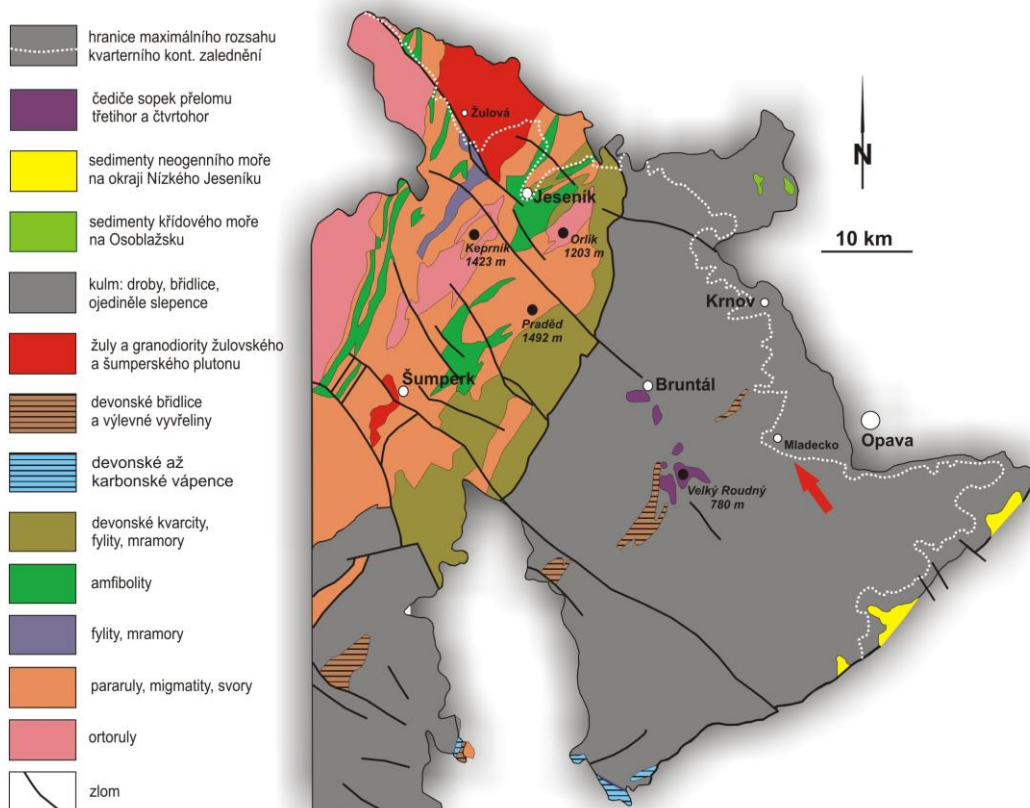 hranice maximálního rozsahu
kvarterního kont. zalednění
čediče sopek přelomu
třetihor a čtvrtohor
sedimenty neogenního moře
na okraji Nízkého Jeseníku
sedimenty křídového moře
na Osoblažsku
kulm: droby, břidlice,
ojediněle slepence
žuly a granodiority žulovského
a šumperského plutonu
devonské břidlice
a výlevné vyvřeliny
devonské až
karbonské vápence
devonské kvarcity,
fylity, mramory
amfibolity
fylity, mramory
pararuly, migmatity, svory
ortoruly
zlom
Žulová
Jeseník
Keprník
1423 m
Orlík
1203 m
Praděd
1492 m
Šumperk
Bruntál
Krnov
Opava
Mladecko
Velký Roudný
780 m
N
10 km